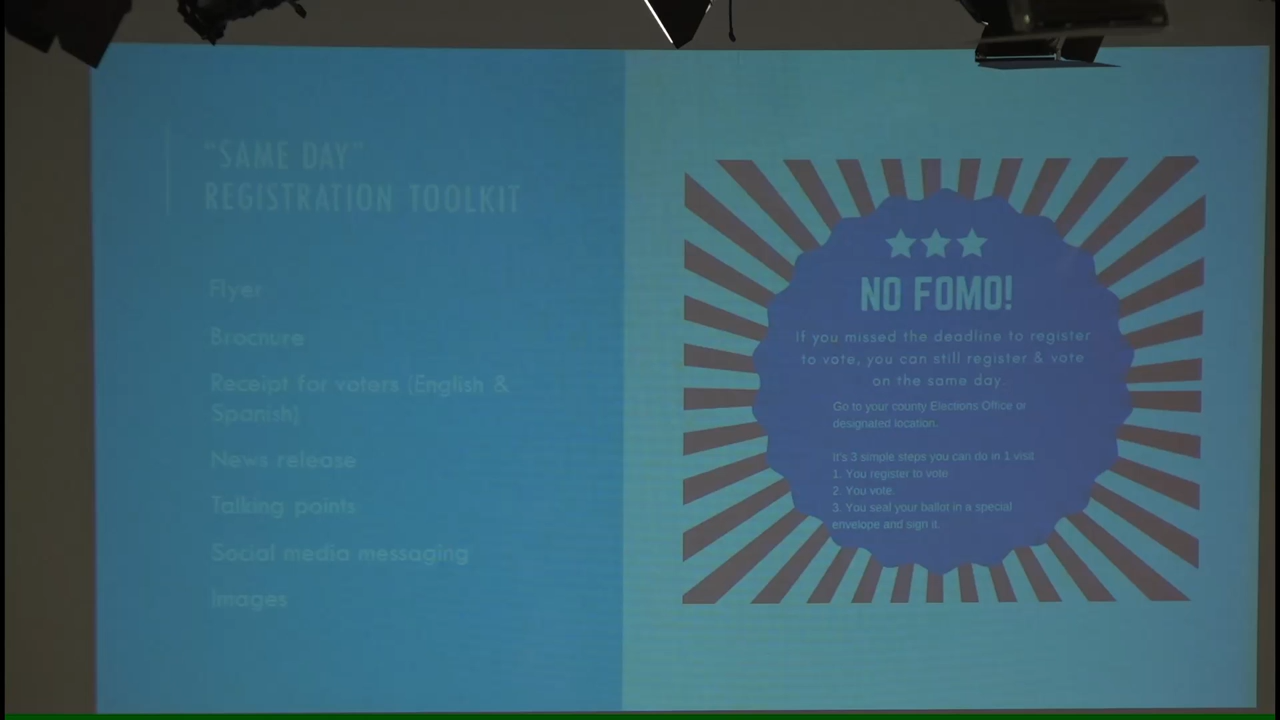 “SAME DAY”
REGISTRATION TOOLKIT
Flyer
Brochure
Receipt for voters (English &
Spanish)
News release
Talking points
Social media messaging
Images
NO FOMO!
If you missed the deadline to register
to vote, you can still register & vote
on the same day.
Go to your county Elections Office or
designated location.
It's 3 simple steps you can do in 1 visit
1. You register to vote
2. You vote.
3. You seal your ballot in a special
envelope and sign it.